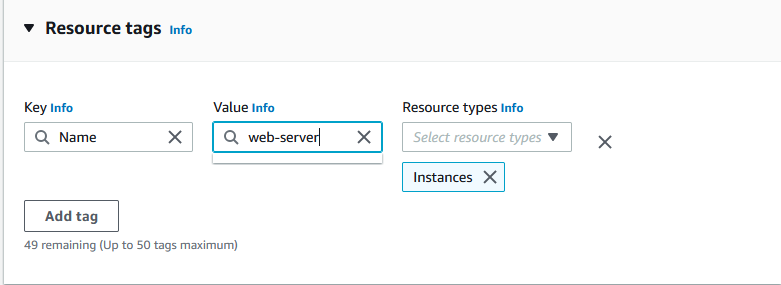 Resource tags Info
Key Info Value Info Resource types Info
Name web-server Select resource types
Instances
Add tag
49 remaining (Up to 50 tags maximum)